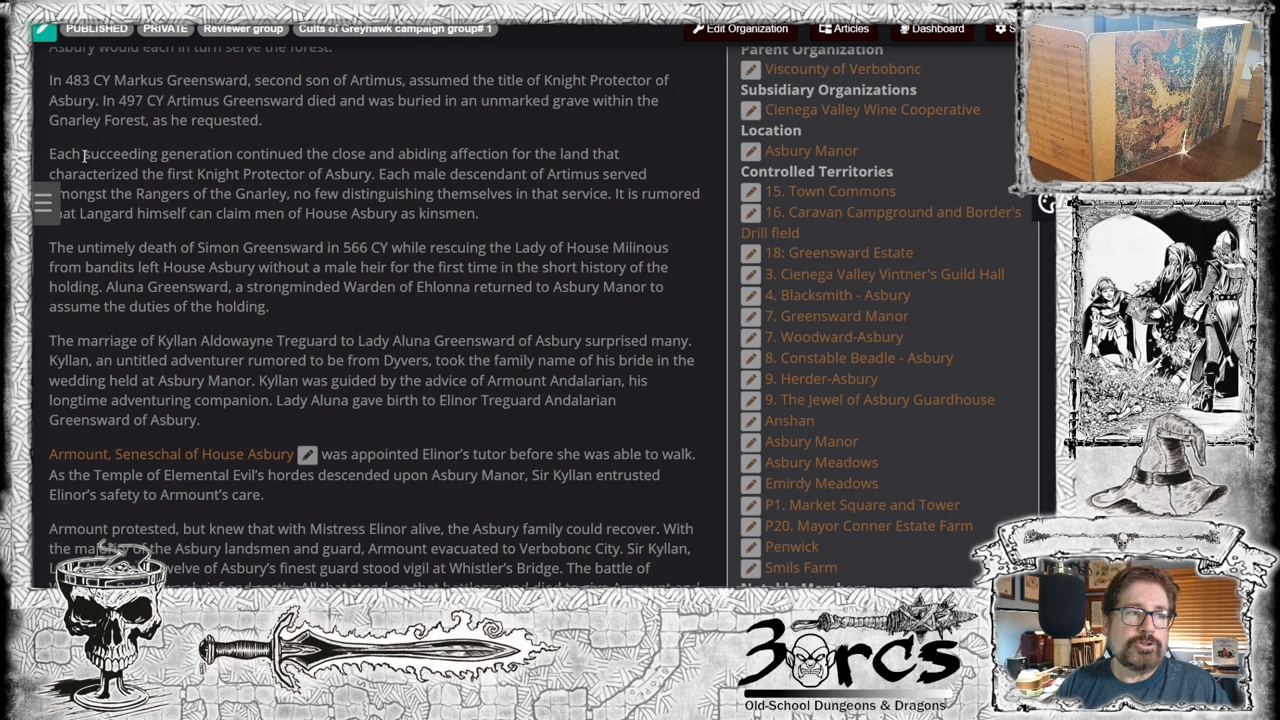 PUBLISHED PRIVATE Reviewer group Cults of Greyhawk campaign group# 1
Edit Organization Articles Dashboard S
Asbury would each in turn serve the forest.
In 483 CY Markus Greensward, second son of Artimus, assumed the title of Knight Protector of
Asbury. In 497 CY Artimus Greensward died and was buried in an unmarked grave within the
Gnarley Forest, as he requested.
Each succeeding generation continued the close and abiding affection for the land that
characterized the first Knight Protector of Asbury. Each male descendant of Artimus served
mongst the Rangers of the Gnarley, no few distinguishing themselves in that service. It is rumored
hat Langard himself can claim men of House Asbury as kinsmen.
The untimely death of Simon Greensward in 566 CY while rescuing the Lady of House Milinous
from bandits left House Asbury without a male heir for the first time in the short history of the
holding. Aluna Greensward, a strongminded Warden of Ehlonna returned to Asbury Manor to
assume the duties of the holding.
The marriage of Kyllan Aldowayne Treguard to Lady Aluna Greensward of Asbury surprised many.
Kyllan, an untitled adventurer rumored to be from Dyvers, took the family name of his bride in the
wedding held at Asbury Manor. Kyllan was guided by the advice of Armount Andalarian, his
longtime adventuring companion. Lady Aluna gave birth to Elinor Treguard Andalarian
Greensward of Asbury.
Armount, Seneschal of House Asbury was appointed Elinor's tutor before she was able to walk.
As the Temple of Elemental Evil's hordes descended upon Asbury Manor, Sir Kyllan entrusted
Elinor's safety to Armount's care.
Armount protested, but knew that with Mistress Elinor alive, the Asbury family could recover. With
the majority of the Asbury landsmen and guard, Armount evacuated to Verbobonc City. Sir Kyllan,
twelve of Asbury's finest guard stood vigil at Whistler's Bridge. The battle of
Parent Organization
Viscounty of Verbobonc
Subsidiary Organizations
Cienega Valley Wine Cooperative
Location
Asbury Manor
Controlled Territories
15. Town Commons
16. Caravan Campground and Border's
Drill field
18: Greensward Estate
3. Cienega Valley Vintner's Guild Hall
4. Blacksmith - Asbury
7. Greensward Manor
7. Woodward-Asbury
8. Constable Beadle - Asbury
9. Herder-Asbury
9. The Jewel of Asbury Guardhouse
Anshan
Asbury Manor
Asbury Meadows
Emirdy Meadows
P1. Market Square and Tower
P20. Mayor Conner Estate Farm
Penwick
Smils Farm
3 orcs
Old-School Dungeons & Dragons